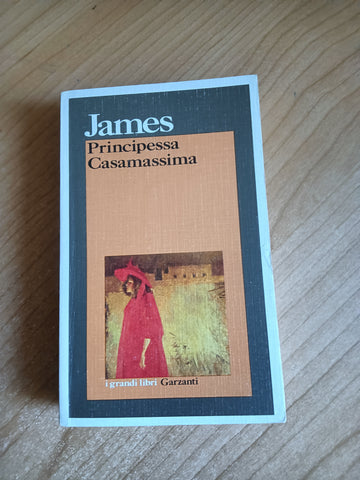 James
Principessa
Casamassima
i grandi libri Garzanti